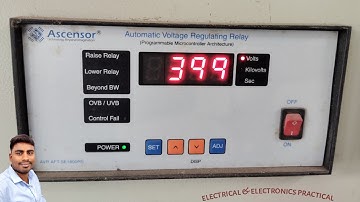 Ascensor®
Automatic Voltage Regulating Relay
(Programmable Microcontroller Architecture)
Raise Relay
Lower Relay
Beyond BW
OVB / UVB
Control Fail
POWER
399
Volts
Kilovolts
Sec
SET
ADJ
DISP
OFF
ON
ELECTRICAL & ELECTRONICS PRACTICAL